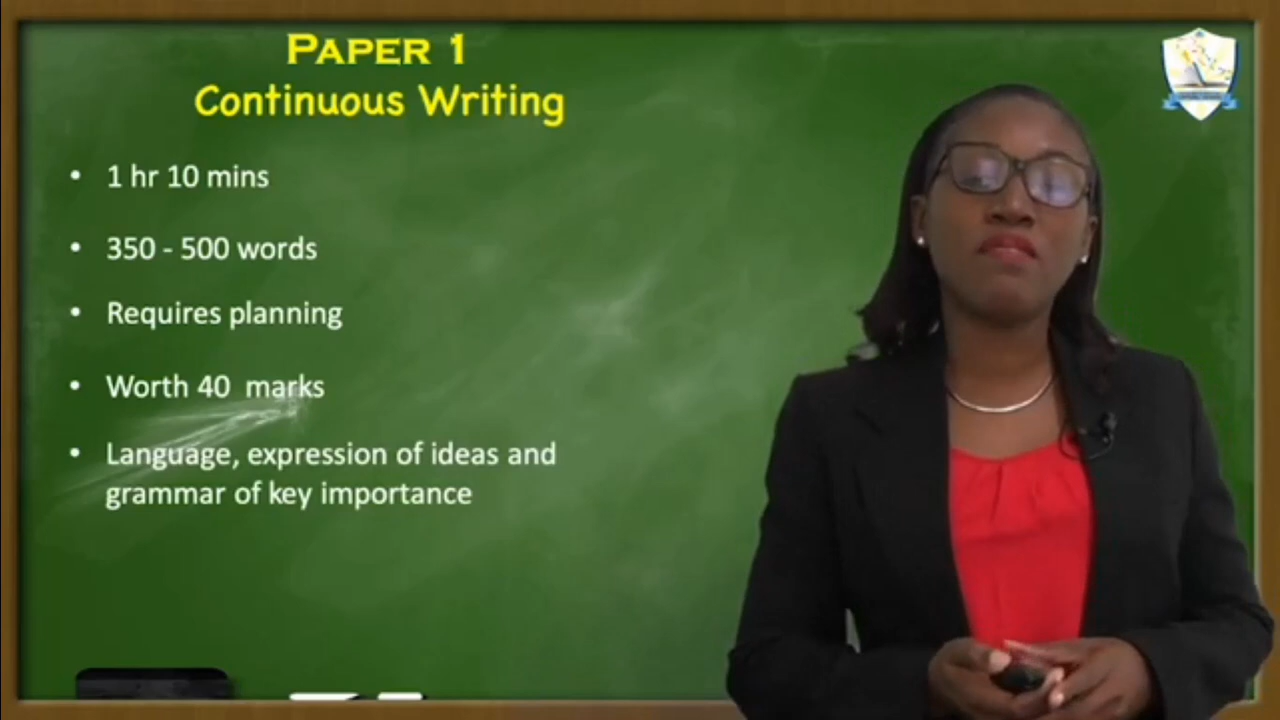 PAPER 1
Continuous Writing
• 1 hr 10 mins
• 350 - 500 words
• Requires planning
• Worth 40 marks
• Language, expression of ideas and
grammar of key importance